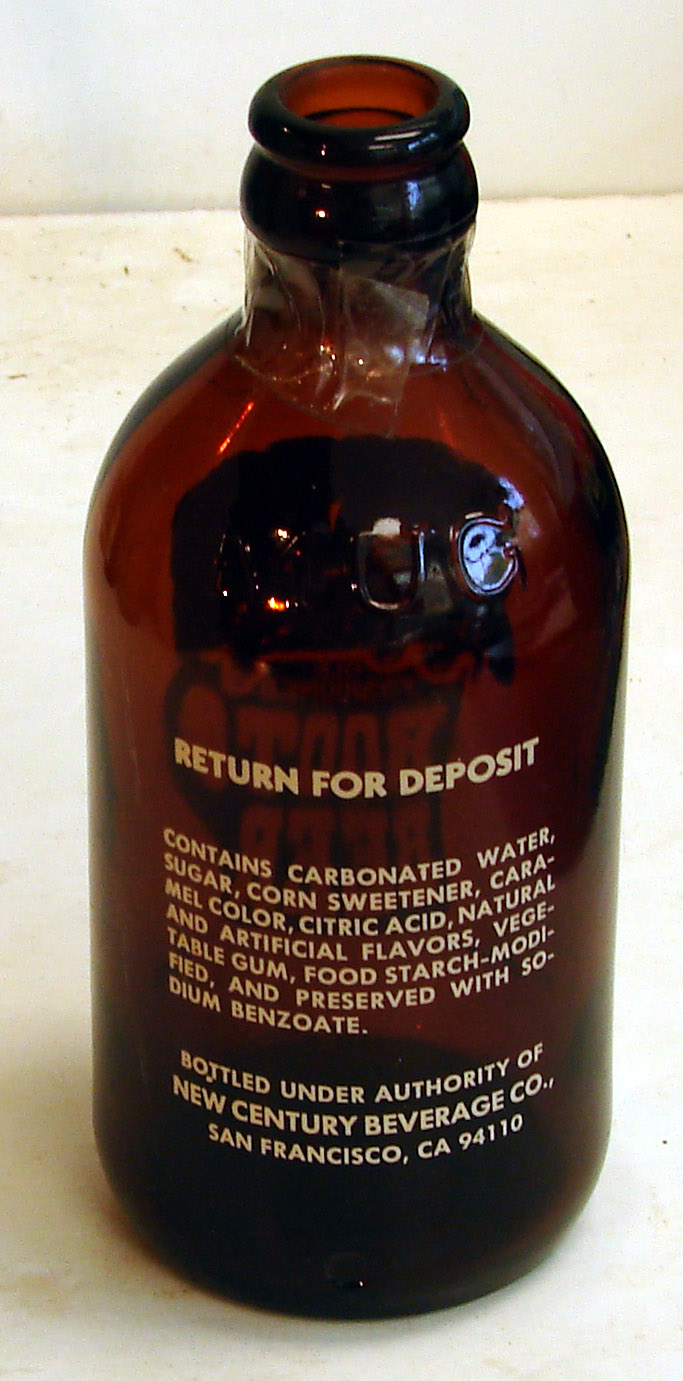 MUG
RETURN FOR DEPOSIT
CONTAINS CARBONATED WATER,
SUGAR, CORN SWEETENER, CARA-
MEL COLOR, CITRIC ACID, NATURAL
AND ARTIFICIAL FLAVORS, VEGE-
TABLE GUM, FOOD STARCH-MODI-
FIED, AND PRESERVED WITH SO-
DIUM BENZOATE.
BOTTLED UNDER AUTHORITY OF
NEW CENTURY BEVERAGE CO.,
SAN FRANCISCO, CA 94110